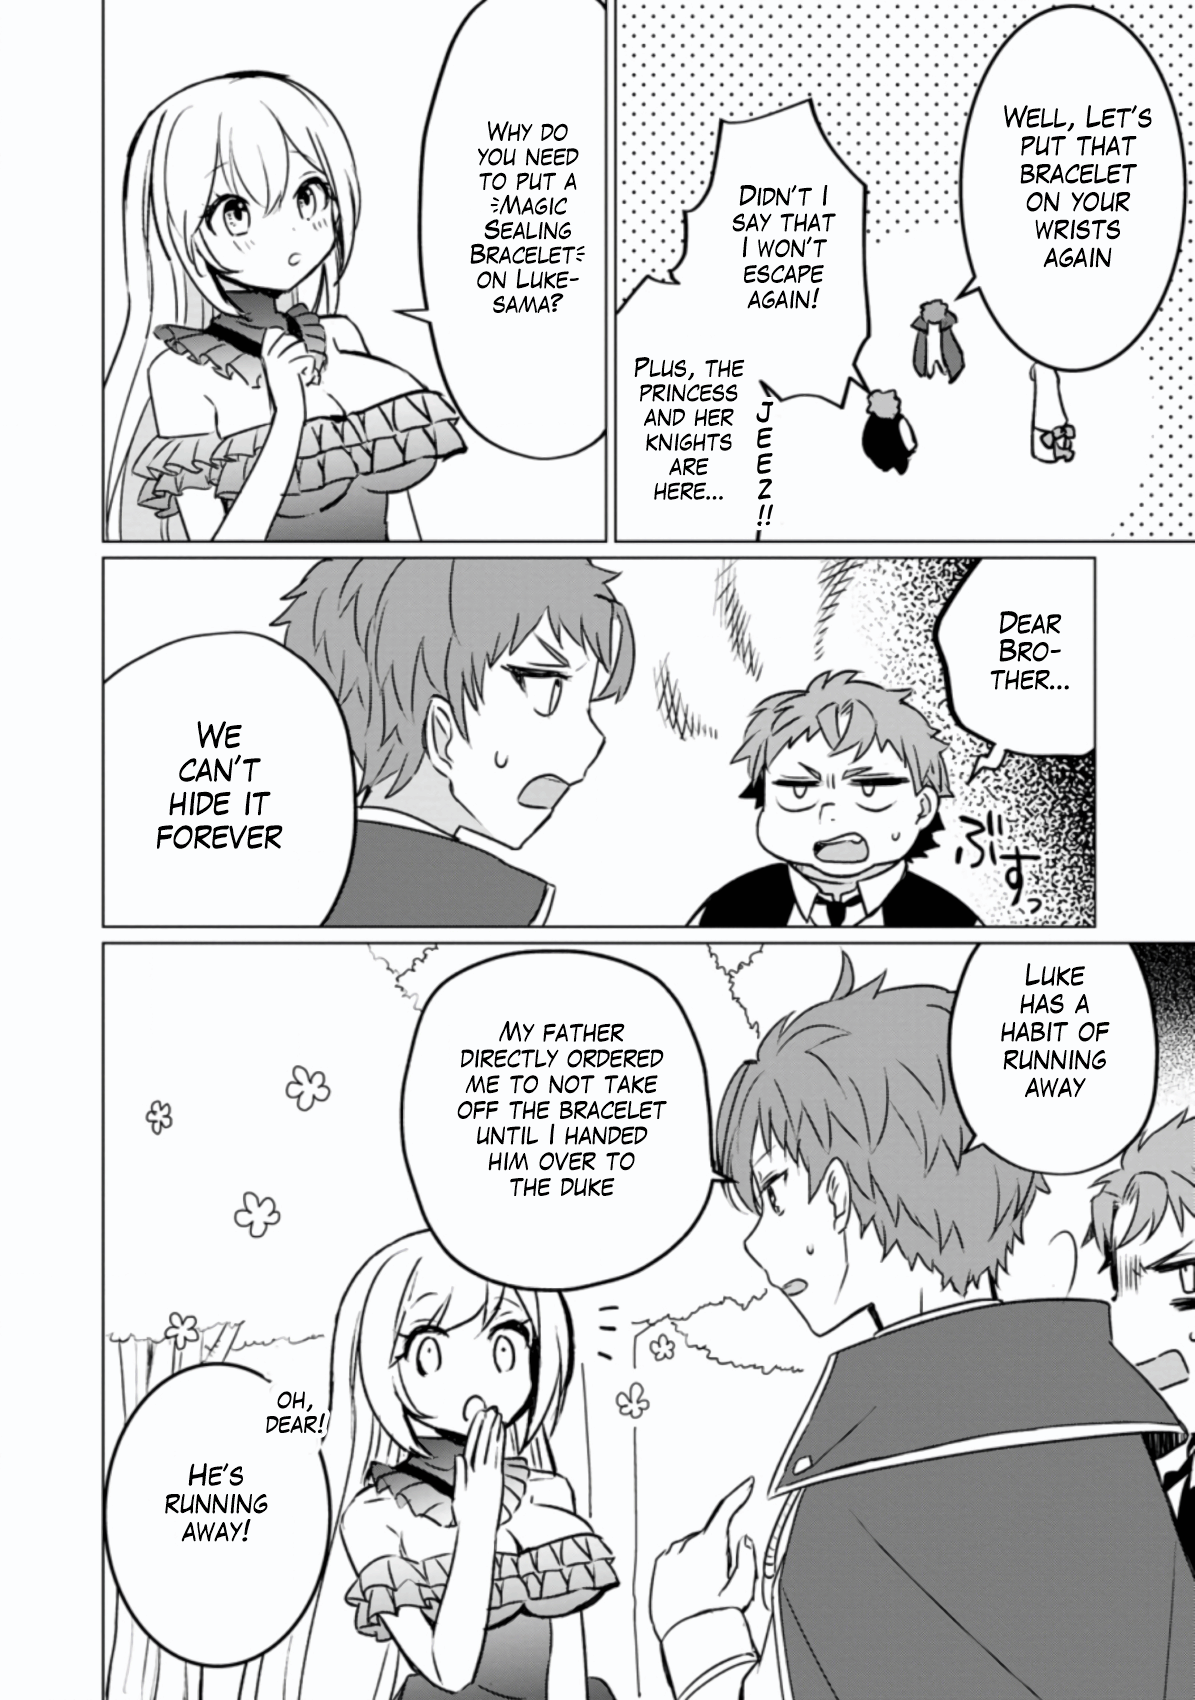 WELL, LET'S
PUT THAT
BRACELET
ON YOUR
WRISTS
AGAIN
DIDN'T I
SAY THAT
I WON'T
ESCAPE
AGAIN!
PLUS, THE
PRINCESS
AND HER
KNIGHTS
ARE
HERE...
JEEZ!!
WHY DO
YOU NEED
TO PUT A
MAGIC
SEALING
BRACELET
ON LUKE-
SAMA?
DEAR
BRO-
THER...
ぶすっ
WE
CAN'T
HIDE IT
FOREVER
LUKE
HAS A
HABIT OF
RUNNING
AWAY
MY FATHER
DIRECTLY ORDERED
ME TO NOT TAKE
OFF THE BRACELET
UNTIL I HANDED
HIM OVER TO
THE DUKE
OH,
DEAR!
HE'S
RUNNING
AWAY!